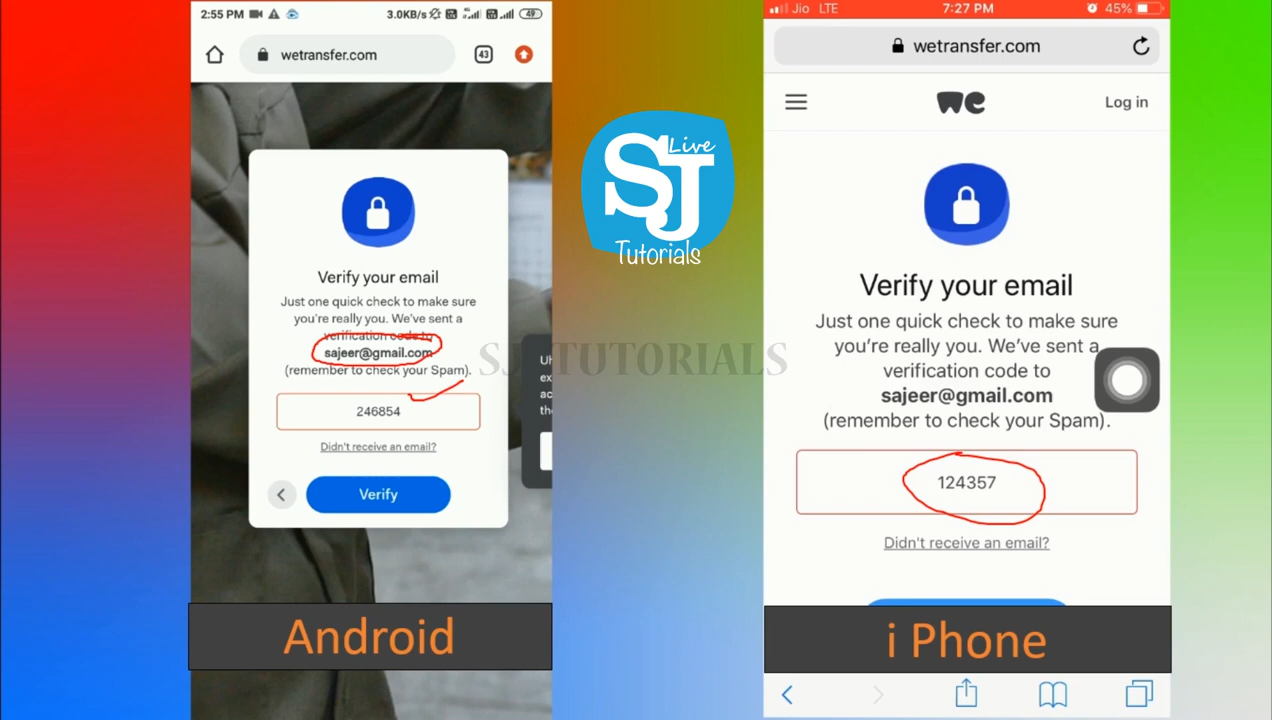 2:55 PM
3.0KB/s
49
wetransfer.com
43
Verify your email
Just one quick check to make sure
you're really you. We've sent a
verification code to
sajeer@gmail.com
(remember to check your Spam).
246854
Didn't receive an email?
Verify
Uh
ex
ac
the
Android
Live
SJ
Tutorials
SJ TUTORIALS
Jio LTE
7:27 PM
45%
wetransfer.com
we
Log in
Verify your email
Just one quick check to make sure
you're really you. We've sent a
verification code to
sajeer@gmail.com
(remember to check your Spam).
124357
Didn't receive an email?
i Phone